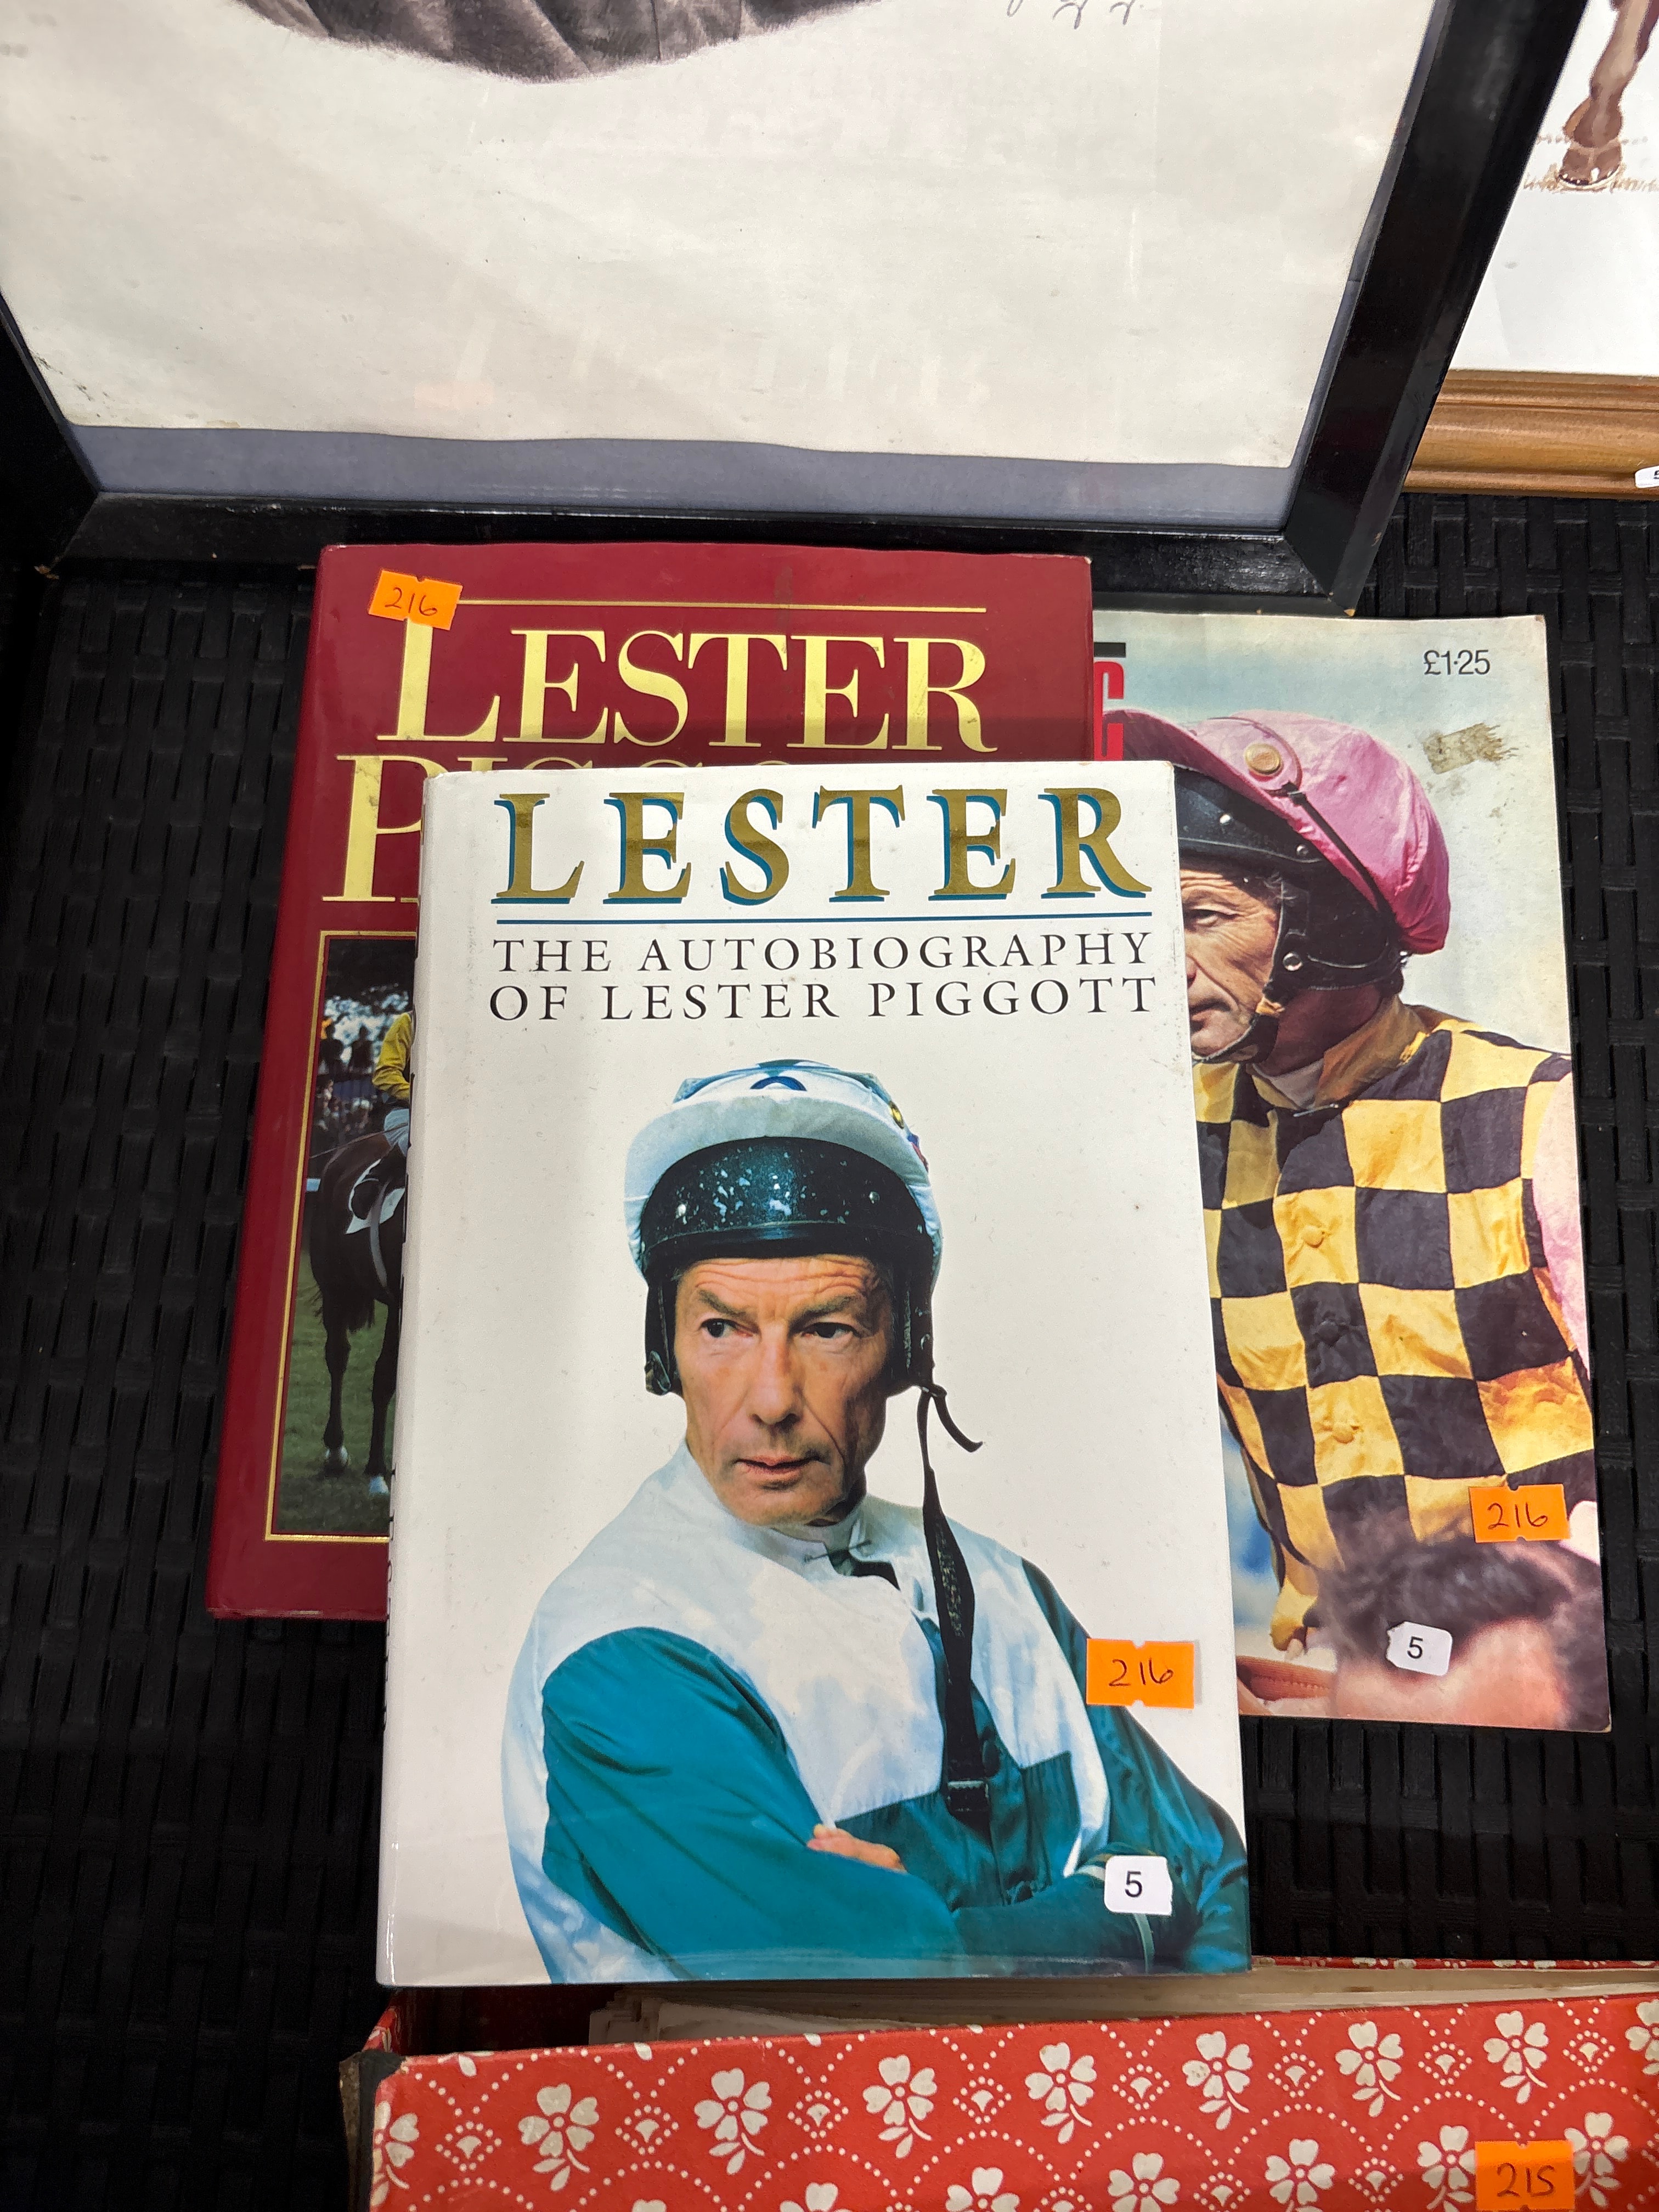 216
LESTER
£1·25
LESTER
THE AUTOBIOGRAPHY
OF LESTER PIGGOTT
216
216
5
5
215